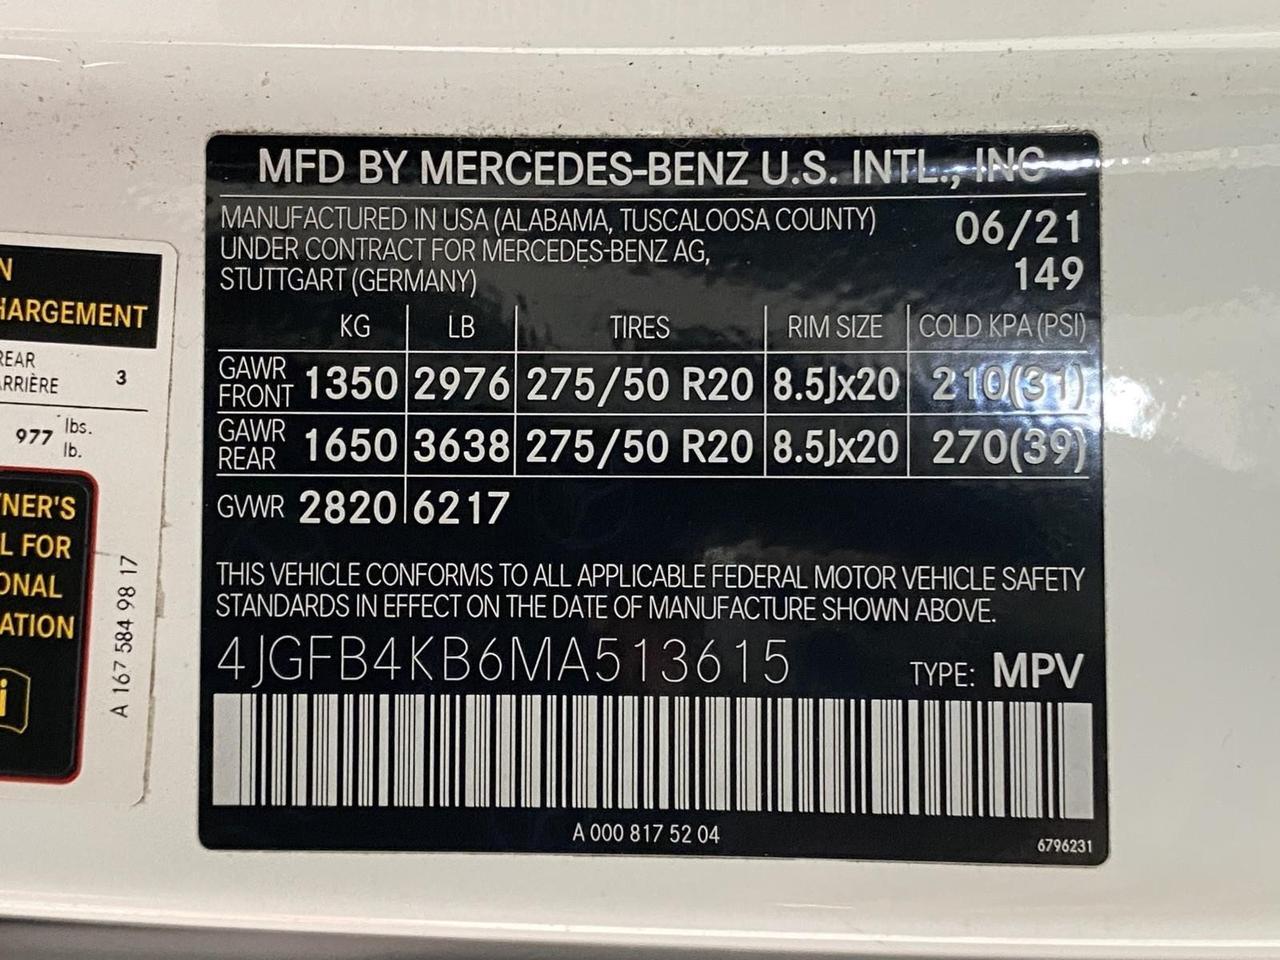 MFD BY MERCEDES-BENZ U.S. INTL., INC
MANUFACTURED IN USA (ALABAMA, TUSCALOOSA COUNTY) 06/21
UNDER CONTRACT FOR MERCEDES-BENZ AG, 149
STUTTGART (GERMANY)
KG LB TIRES RIM SIZE COLD KPA (PSI)
GAWR FRONT 1350 2976 275/50 R20 8.5Jx20 210(31)
GAWR REAR 1650 3638 275/50 R20 8.5Jx20 270(39)
GVWR 2820 6217
THIS VEHICLE CONFORMS TO ALL APPLICABLE FEDERAL MOTOR VEHICLE SAFETY
STANDARDS IN EFFECT ON THE DATE OF MANUFACTURE SHOWN ABOVE.
4JGFB4KB6MA513615 TYPE: MPV
A 000 817 52 04
6796231
N
HARGEMENT
REAR 3
ARRIÈRE
977 lbs.
lb.
NER'S
L FOR
ONAL
ATION
i
A 167 584 98 17